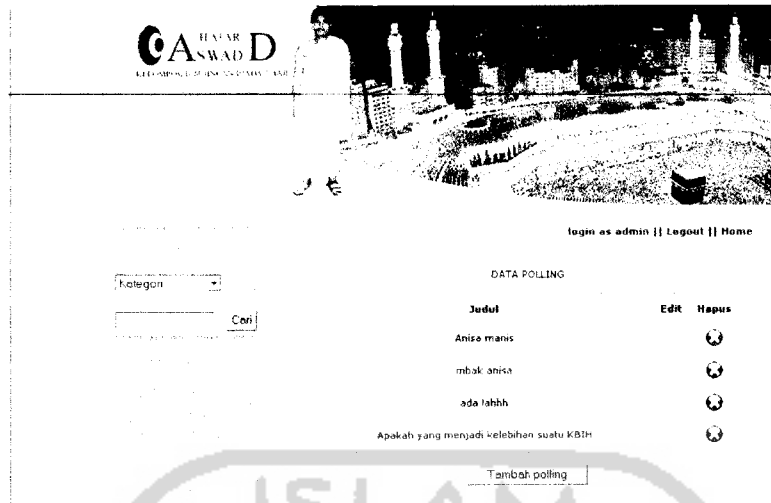 HAJAR
ASWAD
login as admin || Logout || Home
Kategori
Cari
DATA POLLING
Judul Edit Hapus
Anisa manis
mbak anisa
ada lahhh
Apakah yang menjadi kelebihan suatu KBIH
Tambah polling
ISLAM